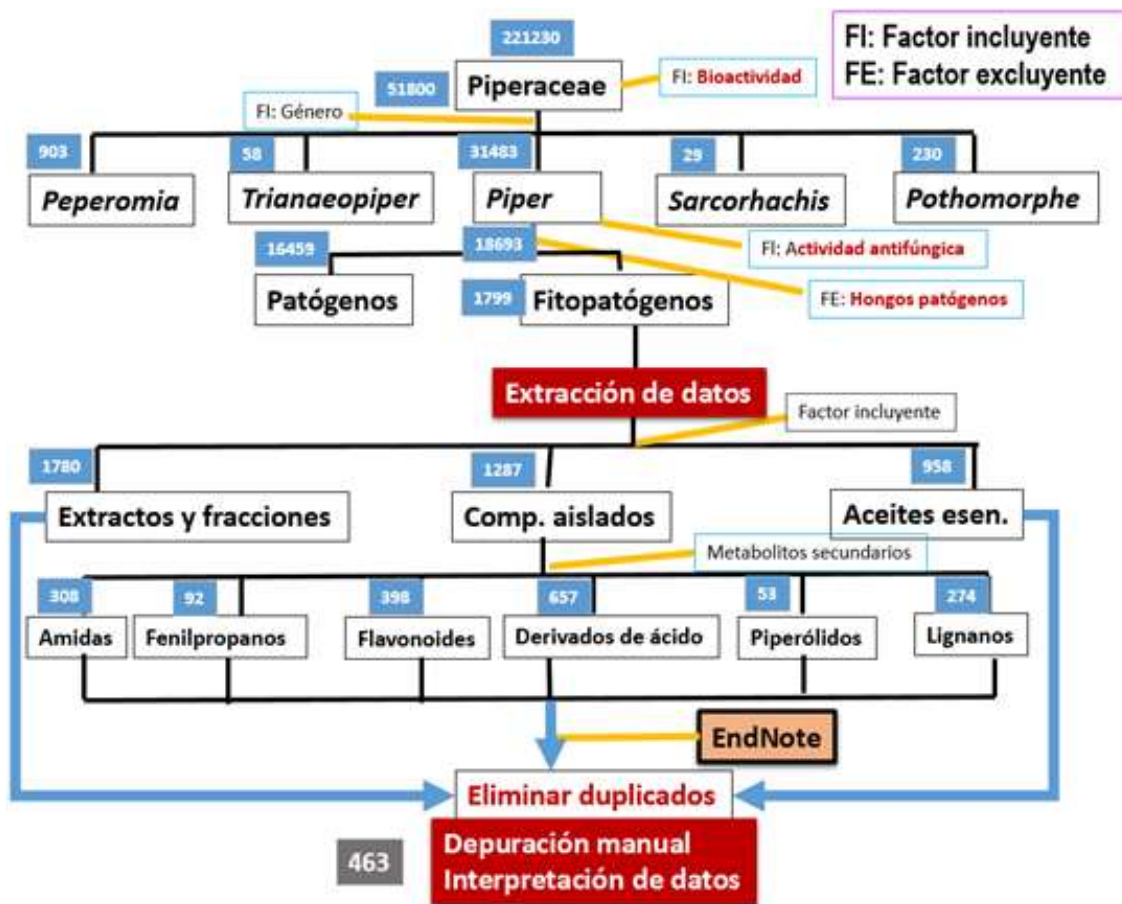 221230
FI: Factor incluyente
FE: Factor excluyente
51800
Piperaceae
FI: Bioactividad
FI: Género
903
58
31483
29
230
Peperomia
Trianaeopiper
Piper
Sarcorhachis
Pothomorphe
16459
18693
FI: Actividad antifúngica
Patógenos
1799
Fitopatógenos
FE: Hongos patógenos
Extracción de datos
Factor incluyente
1780
1287
958
Extractos y fracciones
Comp. aislados
Aceites esen.
Metabolitos secundarios
308
92
398
657
53
274
Amidas
Fenilpropanos
Flavonoides
Derivados de ácido
Piperólidos
Lignanos
EndNote
Eliminar duplicados
463
Depuración manual
Interpretación de datos